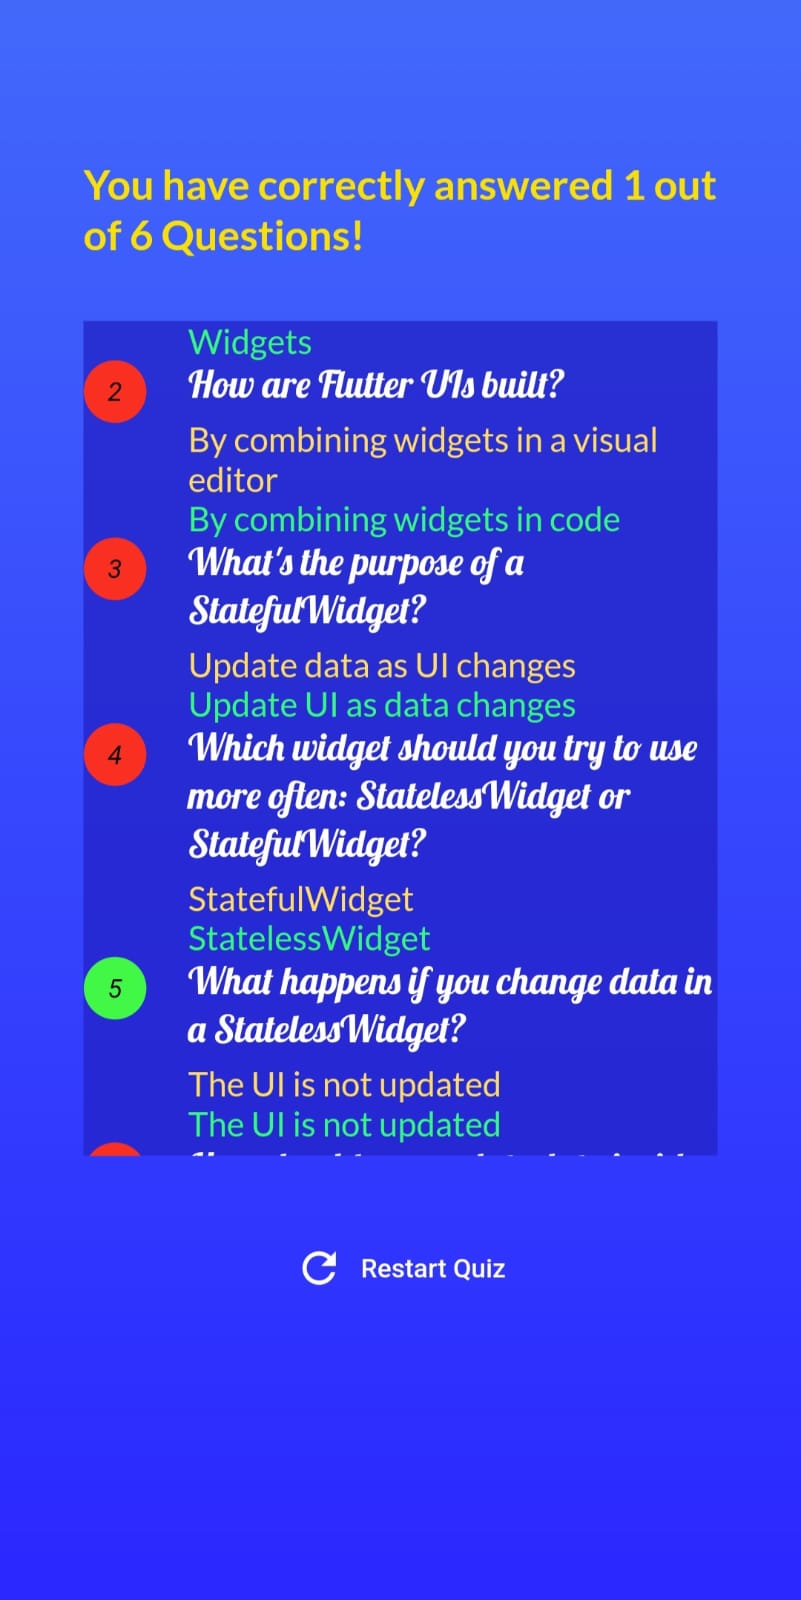 You have correctly answered 1 out
of 6 Questions!
Widgets
2
How are Flutter UIs built?
By combining widgets in a visual
editor
By combining widgets in code
3
What's the purpose of a
StatefulWidget?
Update data as UI changes
Update UI as data changes
4
Which widget should you try to use
more often: StatelessWidget or
StatefulWidget?
StatefulWidget
StatelessWidget
5
What happens if you change data in
a StatelessWidget?
The UI is not updated
The UI is not updated
Restart Quiz